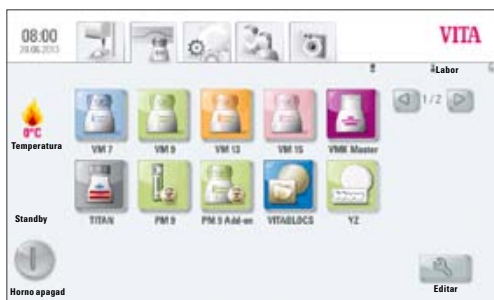 08:00
28.06.2013
VITA
Labor
1/2
0°C
Temperatura
VM 7
VM 9
VM 13
VM 15
VMK Master
TITAN
PM 9
PM 9 Add-on
VITABLOCS
YZ
Standby
Horno apagad
Editar